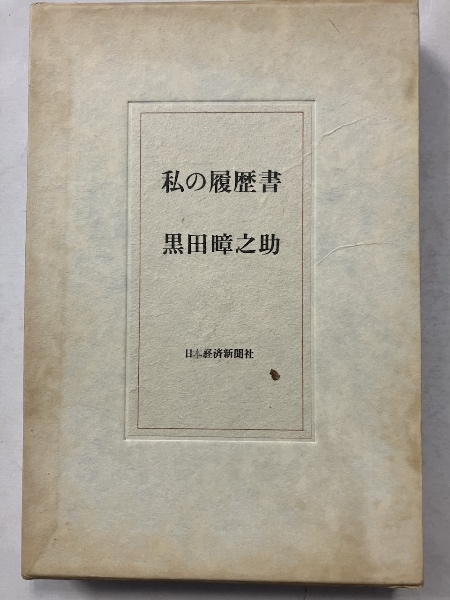 私の履歴書
黒田暲之助
日本経済新聞社